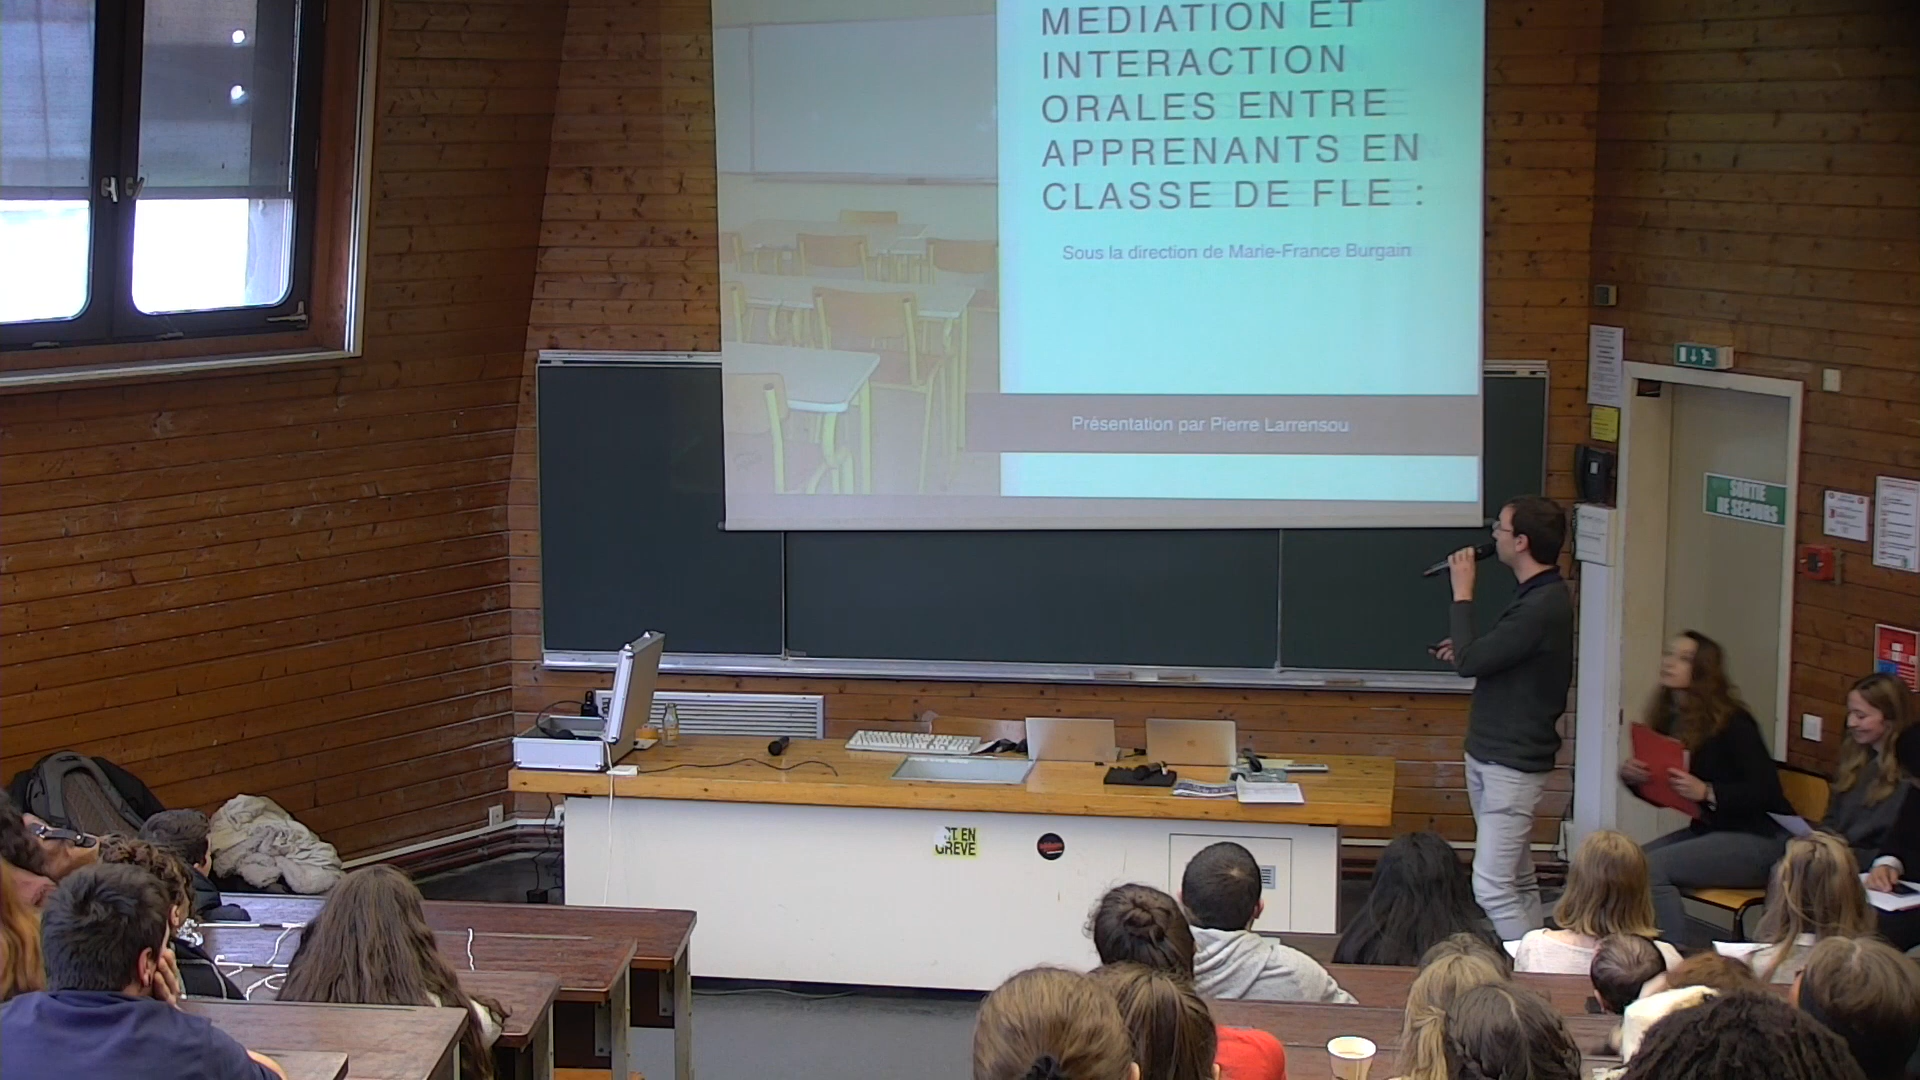 MEDIATION ET
INTERACTION
ORALES ENTRE
APPRENANTS EN
CLASSE DE FLE :
Sous la direction de Marie-France Burgain
Présentation par Pierre Larrensou
SORTIE
DE SECOURS
EN
GREVE